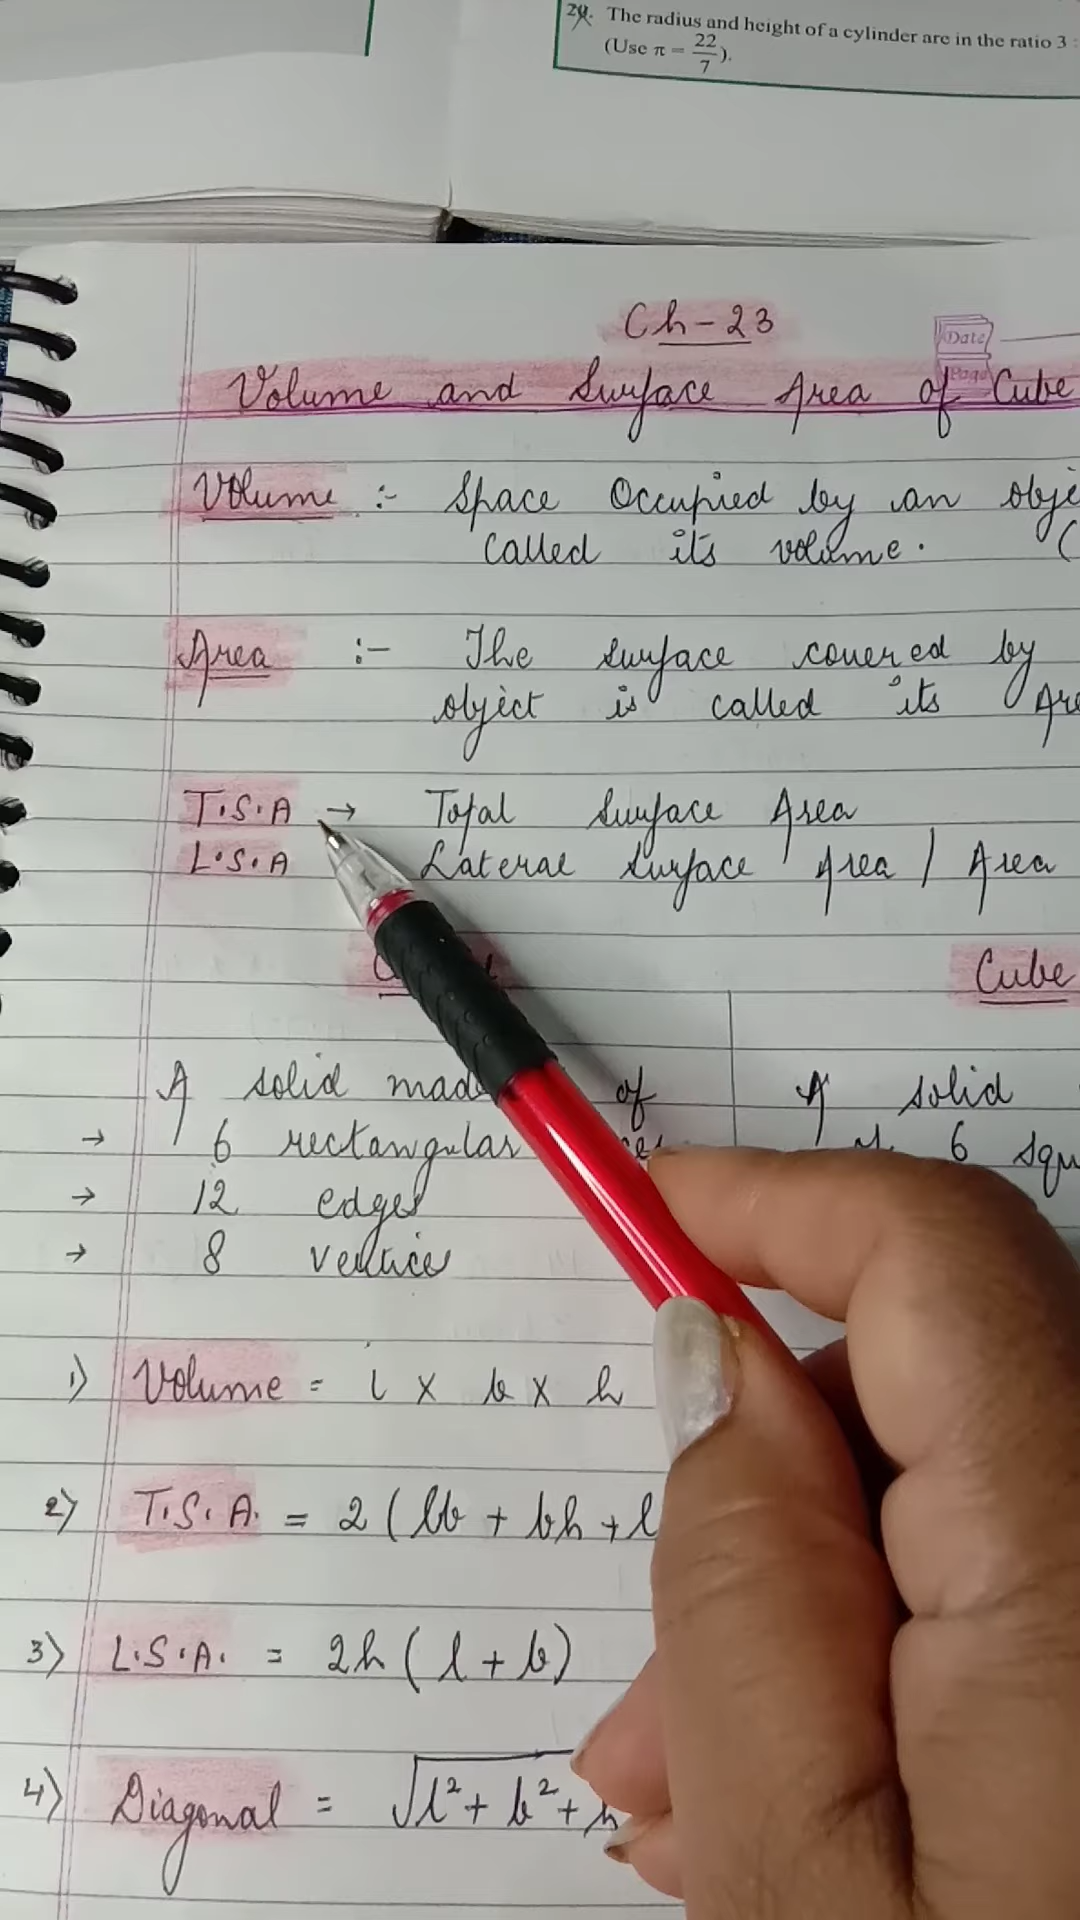 29. The radius and height of a cylinder are in the ratio 3 :
(Use π = 22/7).
Ch-23
Date
Page
Volume and Surface Area of Cube
Volume :- Space Occupied by an
called its volume. (
Area :- The surface covered by
object is called its
T.S.A → Total Surface Area
L.S.A Lateral Surface Area / Area
Cube
A solid made of
A solid
→ 6 rectangular
6
→ 12 edges
→ 8 vertice
1) Volume = l x b x h
2) T.S.A. = 2 (lb + bh + l
3) L.S.A. = 2h (l + b)
4) Diagonal = √l² + b² + h